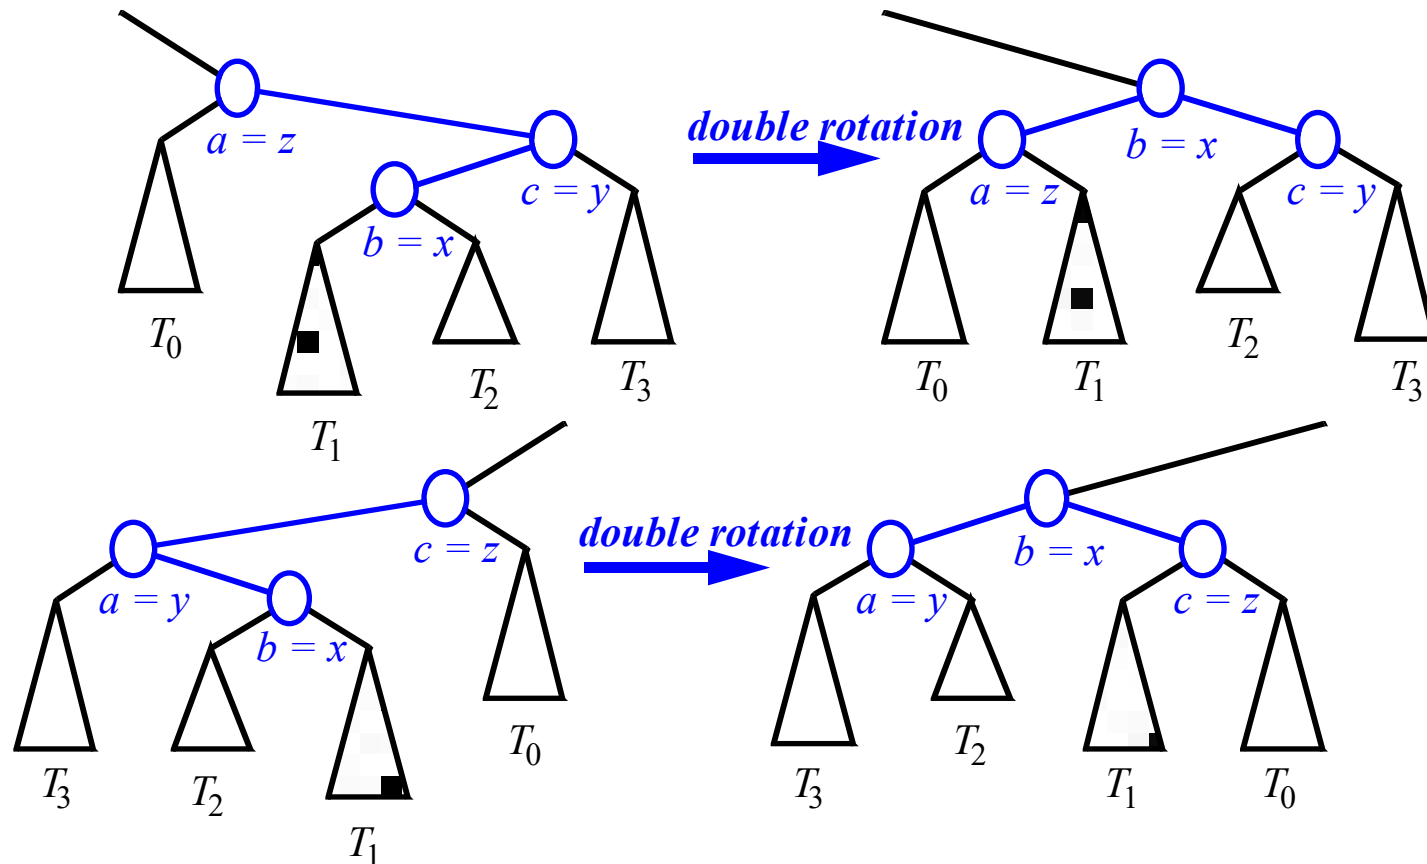 double rotation
a = z
b = x
c = y
T0
T1
T2
T3
a = z
b = x
c = y
T0
T1
T2
T3
double rotation
c = z
a = y
b = x
T3
T2
T1
T0
b = x
a = y
c = z
T3
T2
T1
T0